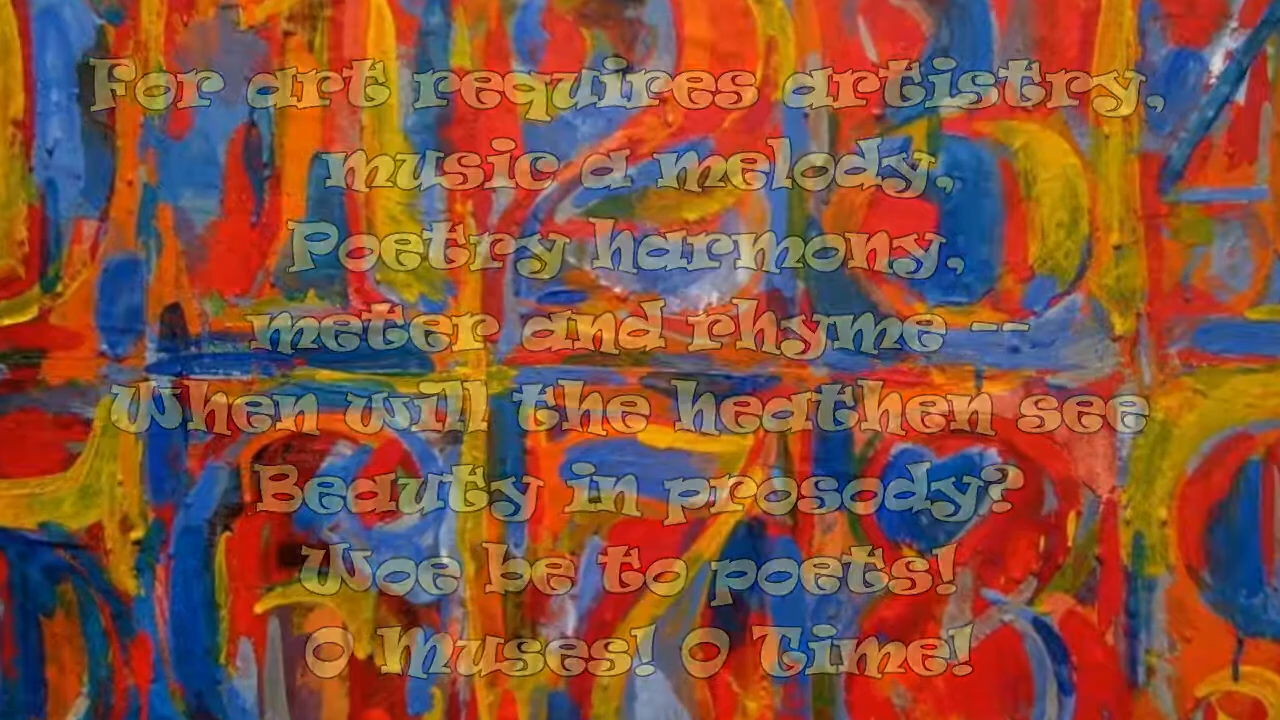 For art requires artistry,
music a melody,
Poetry harmony,
meter and rhyme --
When will the heathen see
Beauty in prosody?
Woe be to poets!
O Muses! O Time!